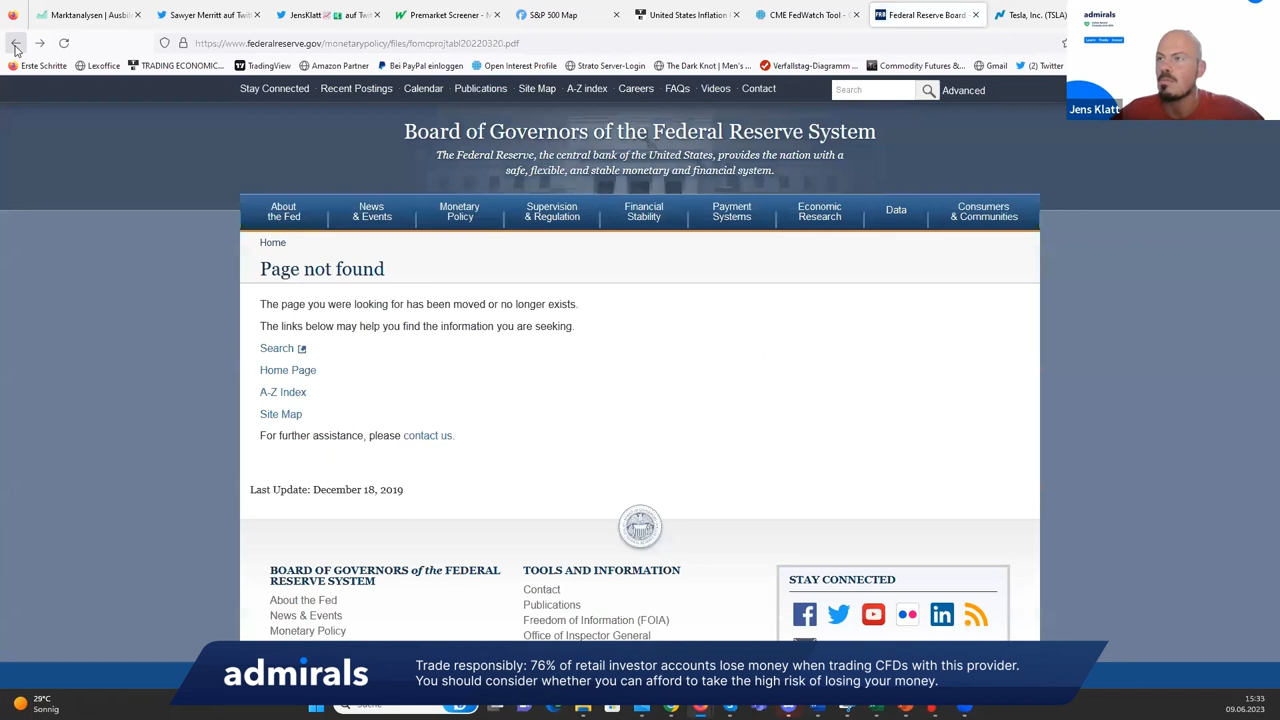 Marktanalysen | Ausbil
Sawyer Merritt auf Twitt
JensKlatt auf Twitt
Premarket Screener -
S&P 500 Map
United States Inflation
CME FedWatch Tool -
Federal Reserve Board
Tesla, Inc. (TSLA)
https://www.federalreserve.gov/monetarypolic
Erste Schritte
Lexoffice
TRADING ECONOMIC...
TradingView
Amazon Partner
Bei PayPal einloggen
Open Interest Profile
Strato Server-Login
The Dark Knot | Men's ...
Verfallstag-Diagramm ...
Commodity Futures & ...
Gmail
(2) Twitter
Stay Connected · Recent Postings · Calendar · Publications · Site Map · A-Z index · Careers · FAQs · Videos · Contact
Search
Advanced
admirals
Jens Klatt
Board of Governors of the Federal Reserve System
The Federal Reserve, the central bank of the United States, provides the nation with a
safe, flexible, and stable monetary and financial system.
About
the Fed
News
& Events
Monetary
Policy
Supervision
& Regulation
Financial
Stability
Payment
Systems
Economic
Research
Data
Consumers
& Communities
Home
Page not found
The page you were looking for has been moved or no longer exists.
The links below may help you find the information you are seeking.
Search
Home Page
A-Z Index
Site Map
For further assistance, please contact us.
Last Update: December 18, 2019
BOARD OF GOVERNORS of the FEDERAL
RESERVE SYSTEM
About the Fed
News & Events
Monetary Policy
TOOLS AND INFORMATION
Contact
Publications
Freedom of Information (FOIA)
Office of Inspector General
STAY CONNECTED
admirals
Trade responsibly: 76% of retail investor accounts lose money when trading CFDs with this provider.
You should consider whether you can afford to take the high risk of losing your money.
29°C
Sonnig
15:33
09.06.2023